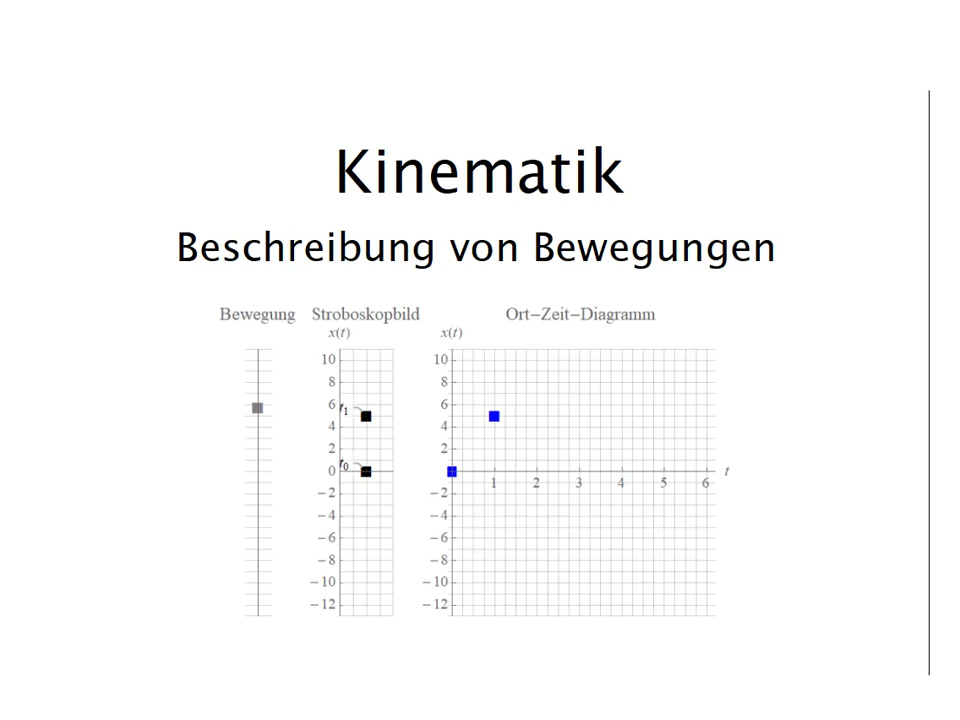 Kinematik
Beschreibung von Bewegungen
Bewegung Stroboskopbild Ort−Zeit−Diagramm
x(t) x(t)
10 10
8 8
6 t1 6
4 4
2 2
0 t0 0 t
1 2 3 4 5 6
−2 −2
−4 −4
−6 −6
−8 −8
−10 −10
−12 −12